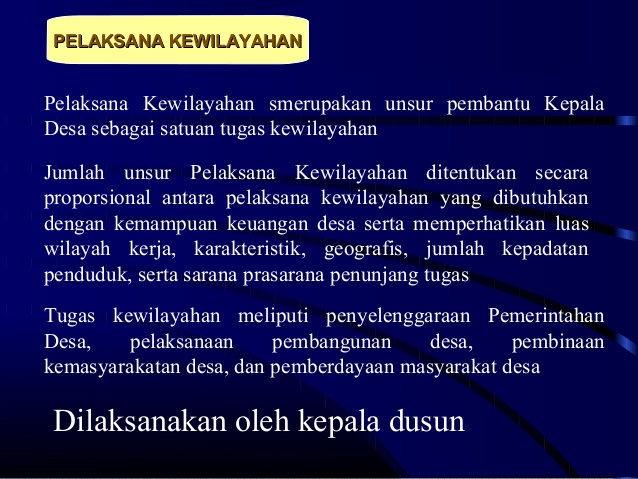 PELAKSANA KEWILAYAHAN
Pelaksana Kewilayahan smerupakan unsur pembantu Kepala
Desa sebagai satuan tugas kewilayahan
Jumlah unsur Pelaksana Kewilayahan ditentukan secara
proporsional antara pelaksana kewilayahan yang dibutuhkan
dengan kemampuan keuangan desa serta memperhatikan luas
wilayah kerja, karakteristik, geografis, jumlah kepadatan
penduduk, serta sarana prasarana penunjang tugas
Tugas kewilayahan meliputi penyelenggaraan Pemerintahan
Desa, pelaksanaan pembangunan desa, pembinaan
kemasyarakatan desa, dan pemberdayaan masyarakat desa
Dilaksanakan oleh kepala dusun